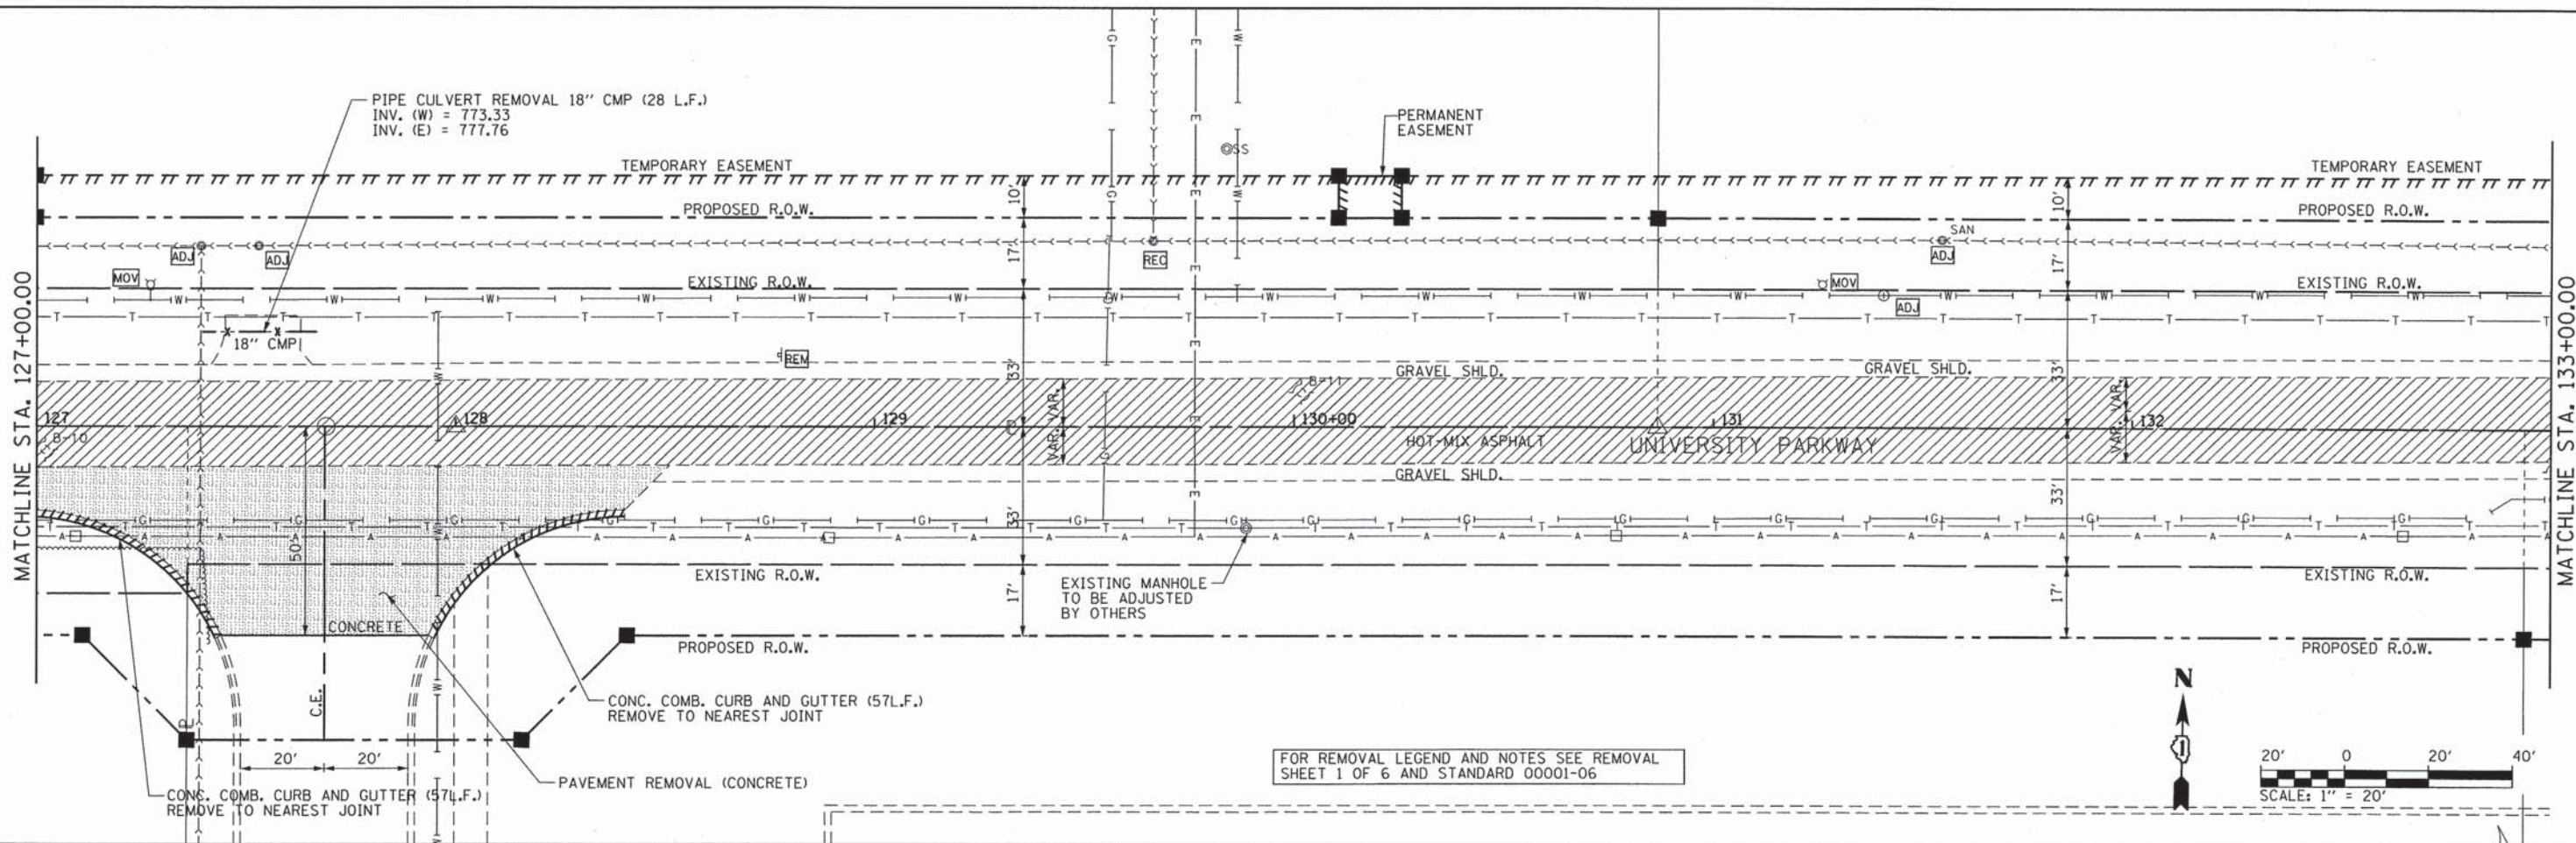 PIPE CULVERT REMOVAL 18" CMP (28 L.F.)
INV. (W) = 773.33
INV. (E) = 777.76
PERMANENT
EASEMENT
SS
TEMPORARY EASEMENT
TEMPORARY EASEMENT
PROPOSED R.O.W.
PROPOSED R.O.W.
10'
10'
17'
17'
ADJ
ADJ
REC
SAN
ADJ
MOV
MOV
ADJ
EXISTING R.O.W.
EXISTING R.O.W.
18" CMP
REM
33'
33'
GRAVEL SHLD.
GRAVEL SHLD.
B-11
VAR. VAR.
VAR. VAR.
127
128
129
130+00
131
132
B-10
HOT-MIX ASPHALT
UNIVERSITY PARKWAY
GRAVEL SHLD.
MATCHLINE STA. 127+00.00
MATCHLINE STA. 133+00.00
33'
33'
50'
EXISTING R.O.W.
EXISTING R.O.W.
EXISTING MANHOLE
TO BE ADJUSTED
BY OTHERS
17'
17'
CONCRETE
PROPOSED R.O.W.
PROPOSED R.O.W.
C.E.
CONC. COMB. CURB AND GUTTER (57L.F.)
REMOVE TO NEAREST JOINT
20'
20'
PAVEMENT REMOVAL (CONCRETE)
CONC. COMB. CURB AND GUTTER (57L.F.)
REMOVE TO NEAREST JOINT
FOR REMOVAL LEGEND AND NOTES SEE REMOVAL
SHEET 1 OF 6 AND STANDARD 00001-06
N
20' 0 20' 40'
SCALE: 1" = 20'